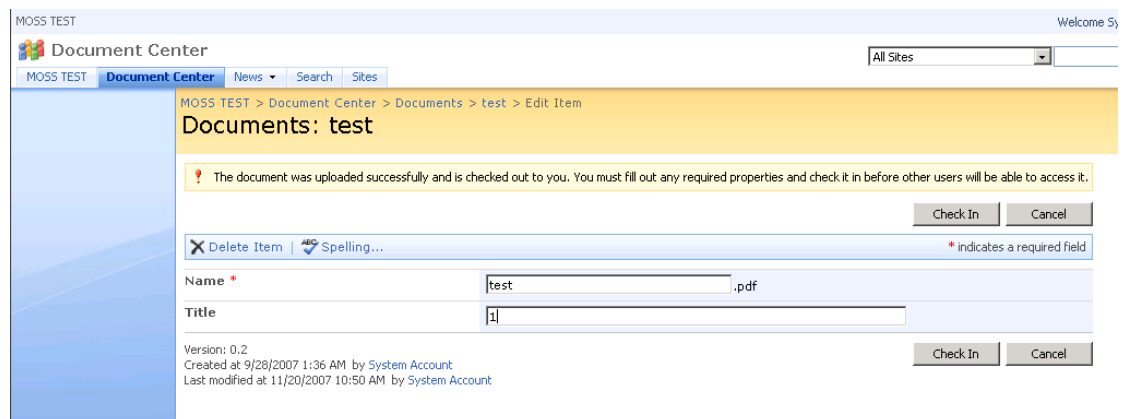 MOSS TEST
Welcome Sy
Document Center
All Sites
MOSS TEST Document Center News Search Sites
MOSS TEST > Document Center > Documents > test > Edit Item
Documents: test
The document was uploaded successfully and is checked out to you. You must fill out any required properties and check it in before other users will be able to access it.
Check In Cancel
Delete Item | ABC Spelling... * indicates a required field
Name * test .pdf
Title 1
Version: 0.2
Created at 9/28/2007 1:36 AM by System Account
Last modified at 11/20/2007 10:50 AM by System Account
Check In Cancel